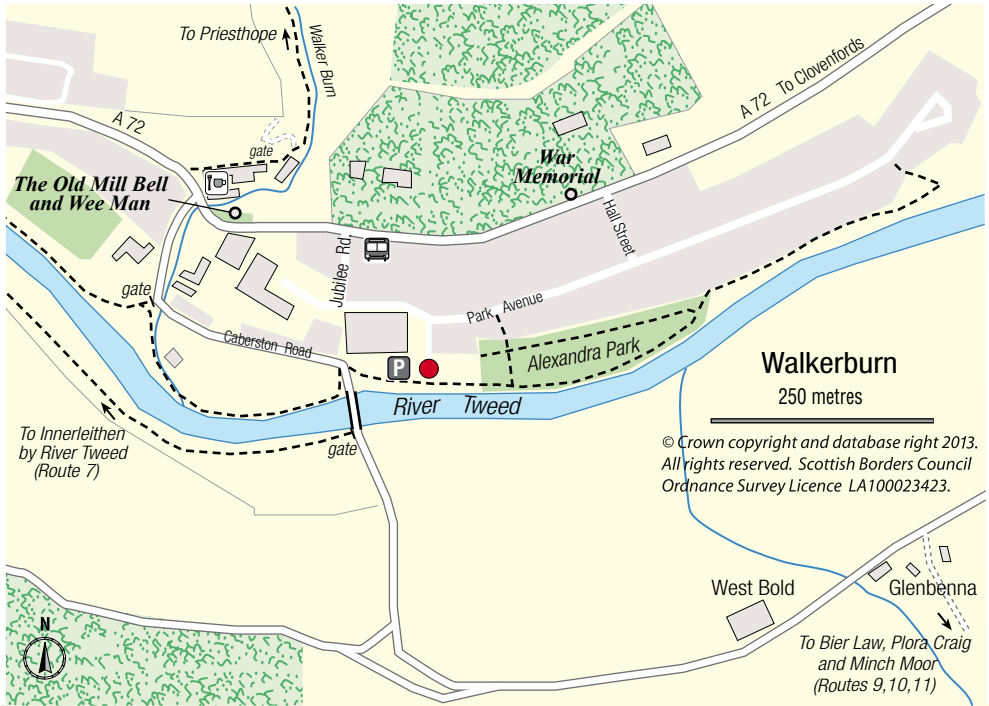 To Priesthope
Walker Burn
A 72
A 72 To Clovenfords
gate
The Old Mill Bell
and Wee Man
War
Memorial
Hall Street
Jubilee Rd
gate
Park Avenue
Caberston Road
Alexandra Park
P
River Tweed
Walkerburn
250 metres
© Crown copyright and database right 2013.
All rights reserved. Scottish Borders Council
Ordnance Survey Licence LA100023423.
To Innerleithen
by River Tweed
(Route 7)
gate
West Bold
Glenbenna
N
To Bier Law, Plora Craig
and Minch Moor
(Routes 9,10,11)